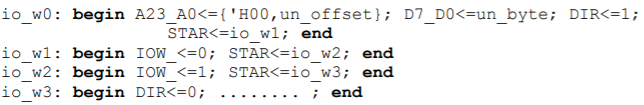 io_w0: begin A23_A0<={'H00,un_offset}; D7_D0<=un_byte; DIR<=1;
STAR<=io_w1; end
io_w1: begin IOW_<=0; STAR<=io_w2; end
io_w2: begin IOW_<=1; STAR<=io_w3; end
io_w3: begin DIR<=0; ........ ; end